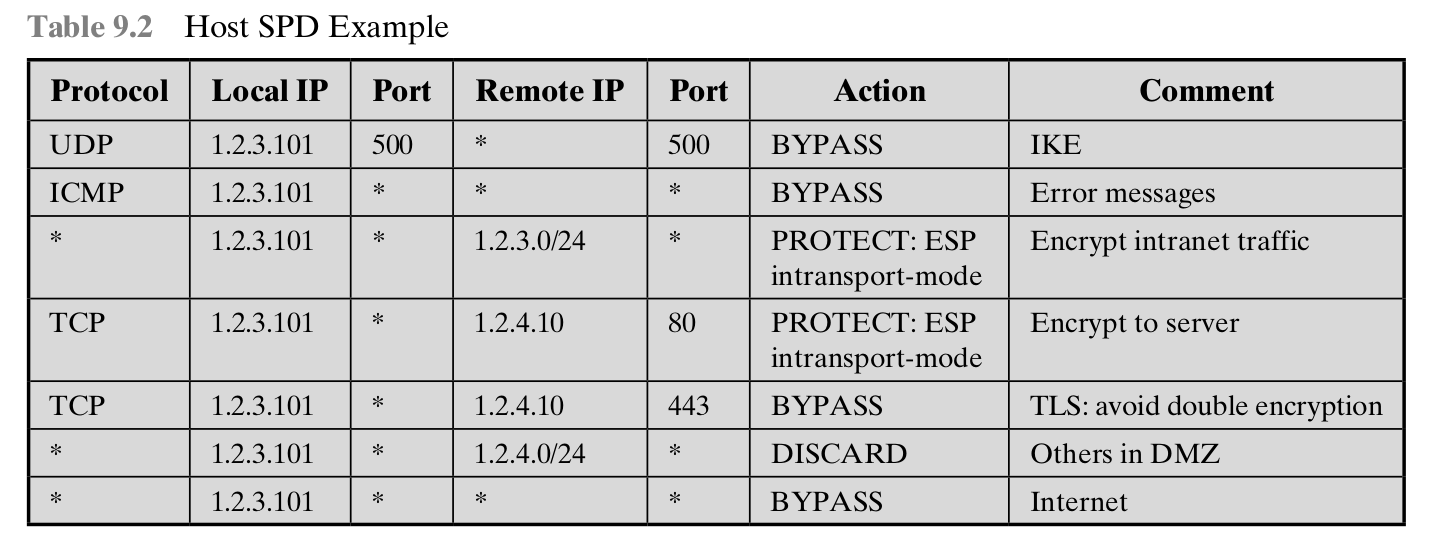 Table 9.2 Host SPD Example
Protocol Local IP Port Remote IP Port Action Comment
UDP 1.2.3.101 500 * 500 BYPASS IKE
ICMP 1.2.3.101 * * * BYPASS Error messages
* 1.2.3.101 * 1.2.3.0/24 * PROTECT: ESP Encrypt intranet traffic
intransport-mode
TCP 1.2.3.101 * 1.2.4.10 80 PROTECT: ESP Encrypt to server
intransport-mode
TCP 1.2.3.101 * 1.2.4.10 443 BYPASS TLS: avoid double encryption
* 1.2.3.101 * 1.2.4.0/24 * DISCARD Others in DMZ
* 1.2.3.101 * * * BYPASS Internet